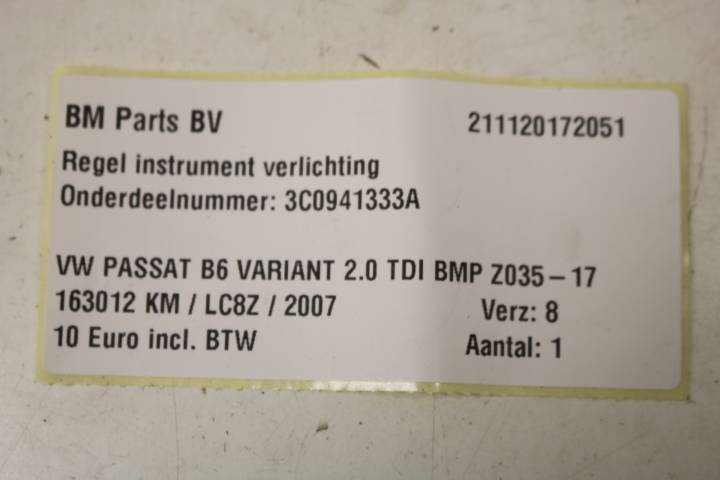 BM Parts BV 211120172051
Regel instrument verlichting
Onderdeelnummer: 3C0941333A
VW PASSAT B6 VARIANT 2.0 TDI BMP Z035-17
163012 KM / LC8Z / 2007 Verz: 8
10 Euro incl. BTW Aantal: 1